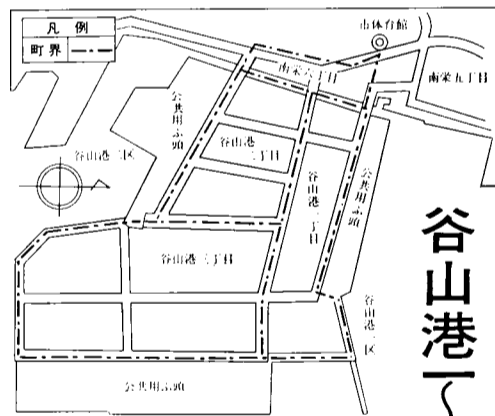 凡例
町界
市体育館
南栄六丁目
南栄五丁目
公共用ふ頭
谷山港二区
谷山港
二丁目
谷山港一丁目
公共用ふ頭
谷山港三丁目
谷山港一区
公共用ふ頭
谷山港一〜